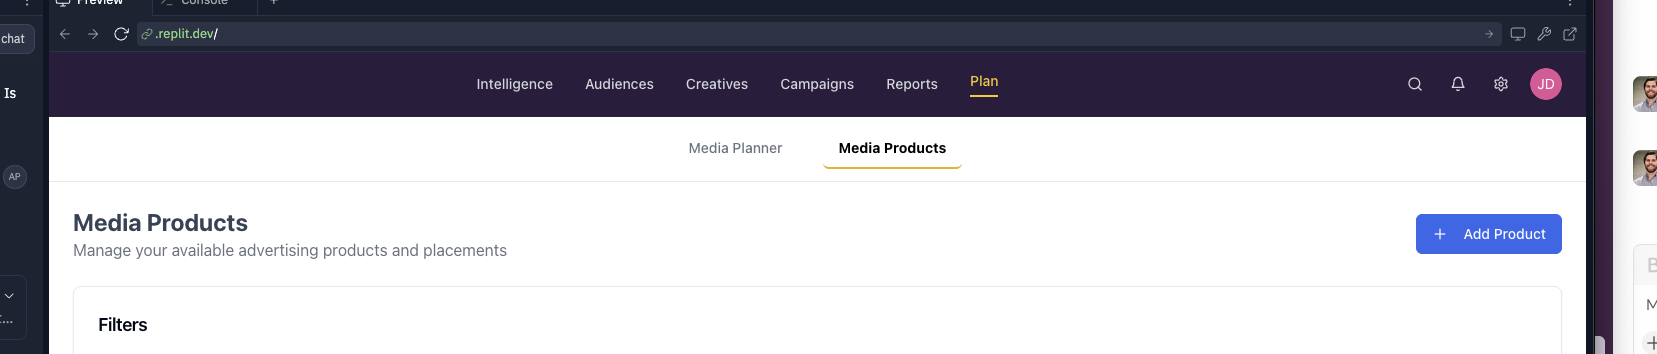 Preview Console
chat
.replit.dev/
Is
Intelligence Audiences Creatives Campaigns Reports Plan JD
Media Planner Media Products
AP
Media Products
Manage your available advertising products and placements
Add Product
Filters